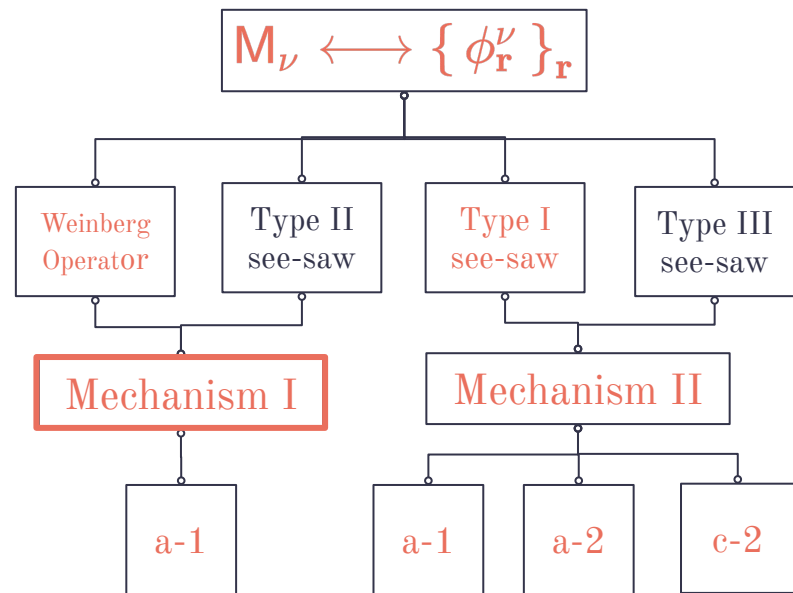 M_ν ⟷ { ϕ_𝐫^ν }_𝐫
Weinberg
Operator
Type II
see-saw
Type I
see-saw
Type III
see-saw
Mechanism I
Mechanism II
a-1
a-1
a-2
c-2